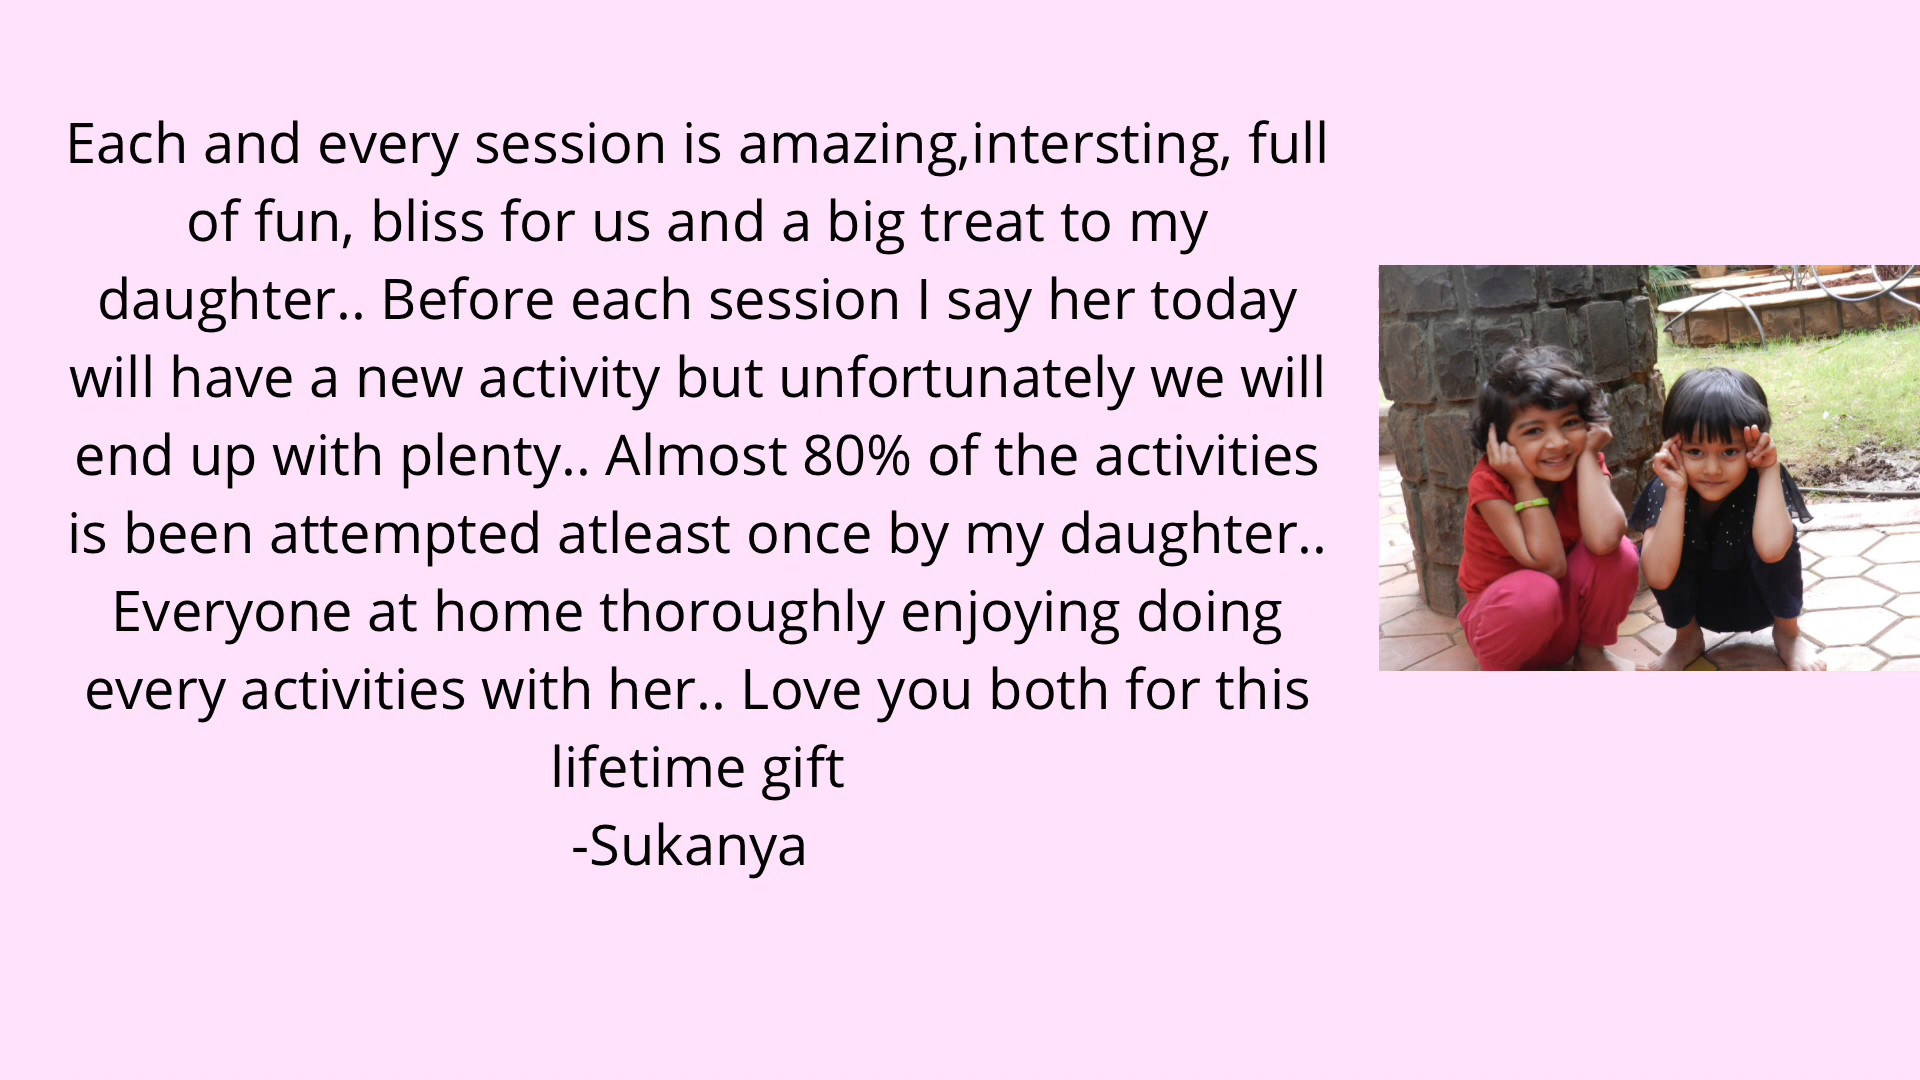 Each and every session is amazing,intersting, full
of fun, bliss for us and a big treat to my
daughter.. Before each session I say her today
will have a new activity but unfortunately we will
end up with plenty.. Almost 80% of the activities
is been attempted atleast once by my daughter..
Everyone at home thoroughly enjoying doing
every activities with her.. Love you both for this
lifetime gift
-Sukanya